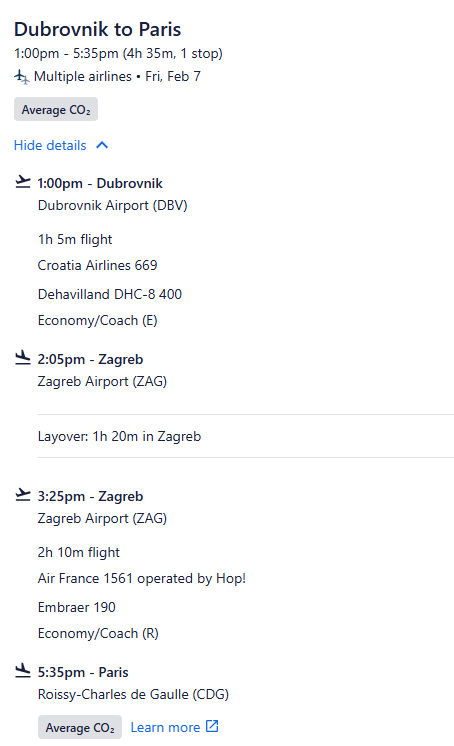 Dubrovnik to Paris
1:00pm - 5:35pm (4h 35m, 1 stop)
Multiple airlines • Fri, Feb 7
Average CO₂
Hide details
1:00pm - Dubrovnik
Dubrovnik Airport (DBV)
1h 5m flight
Croatia Airlines 669
Dehavilland DHC-8 400
Economy/Coach (E)
2:05pm - Zagreb
Zagreb Airport (ZAG)
Layover: 1h 20m in Zagreb
3:25pm - Zagreb
Zagreb Airport (ZAG)
2h 10m flight
Air France 1561 operated by Hop!
Embraer 190
Economy/Coach (R)
5:35pm - Paris
Roissy-Charles de Gaulle (CDG)
Average CO₂ Learn more